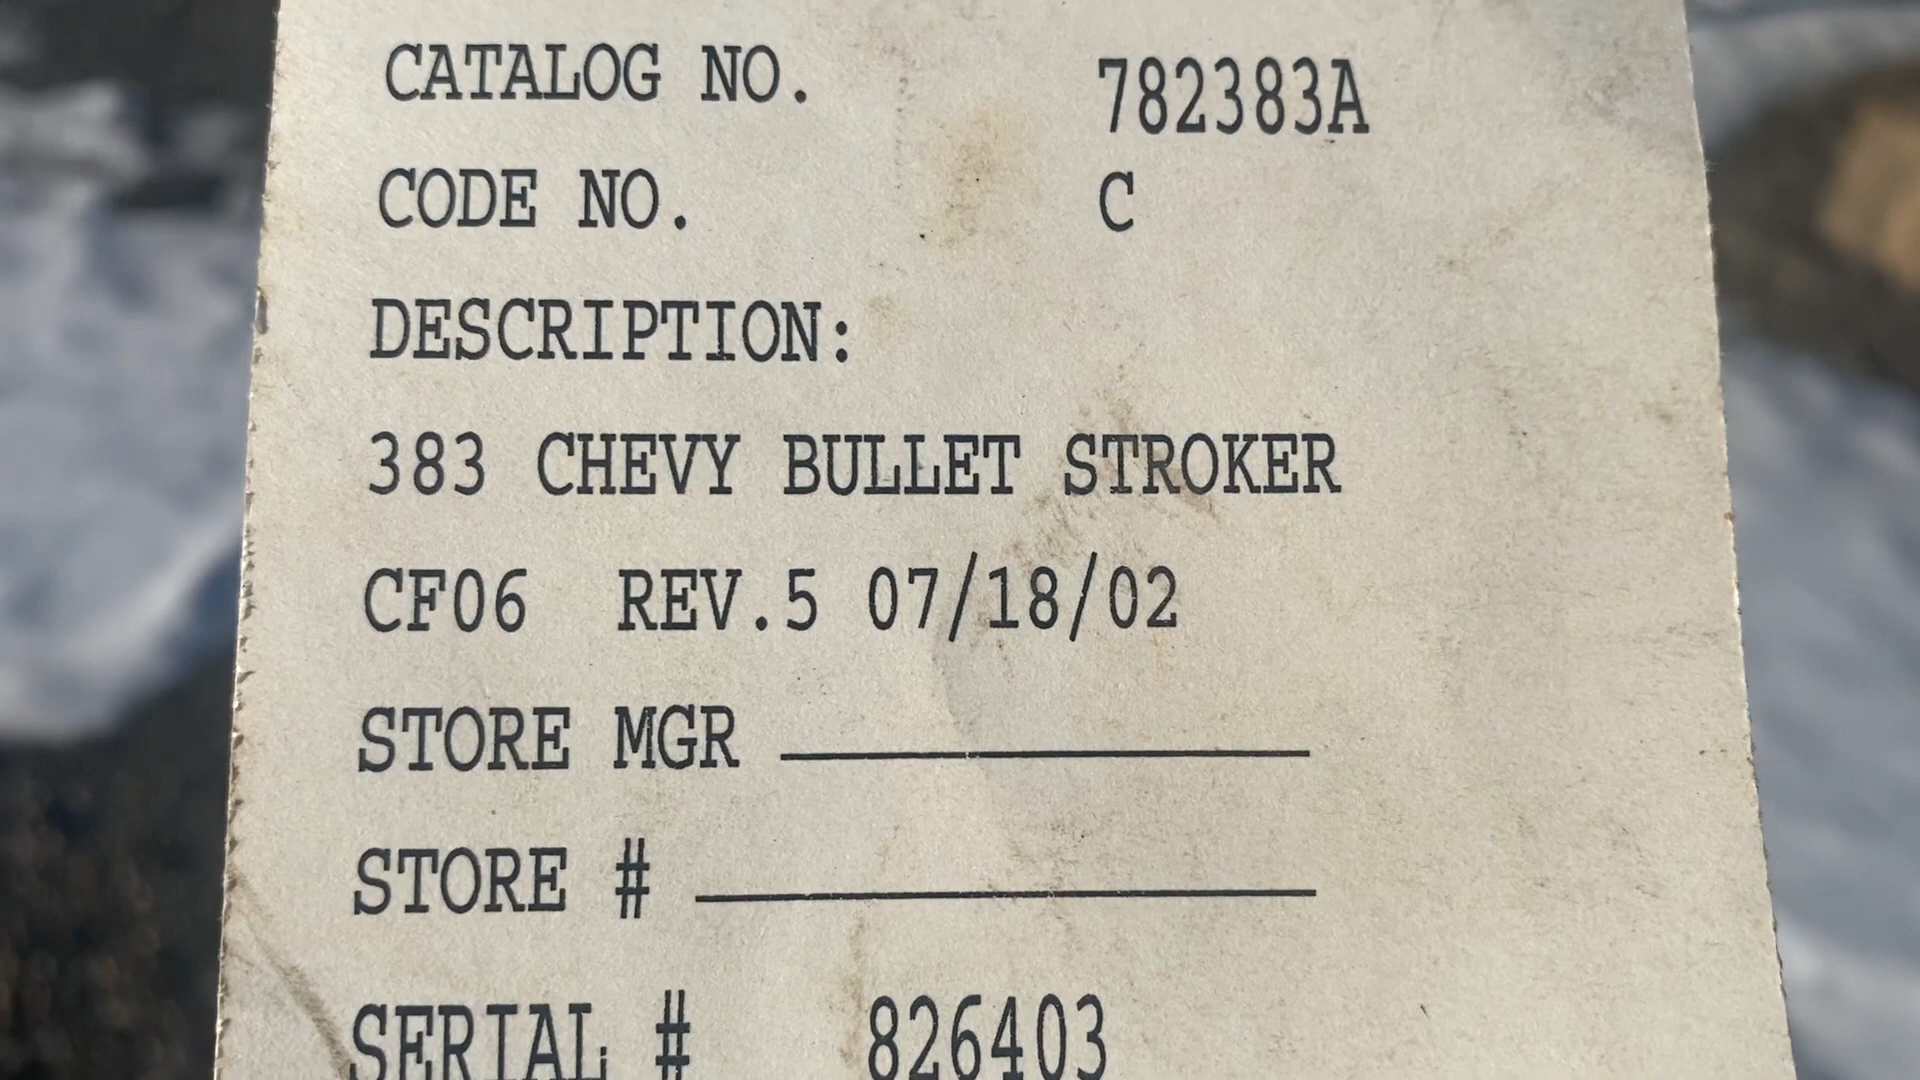 CATALOG NO. 782383A
CODE NO. C
DESCRIPTION:
383 CHEVY BULLET STROKER
CF06 REV.5 07/18/02
STORE MGR
STORE #
SERIAL # 826403